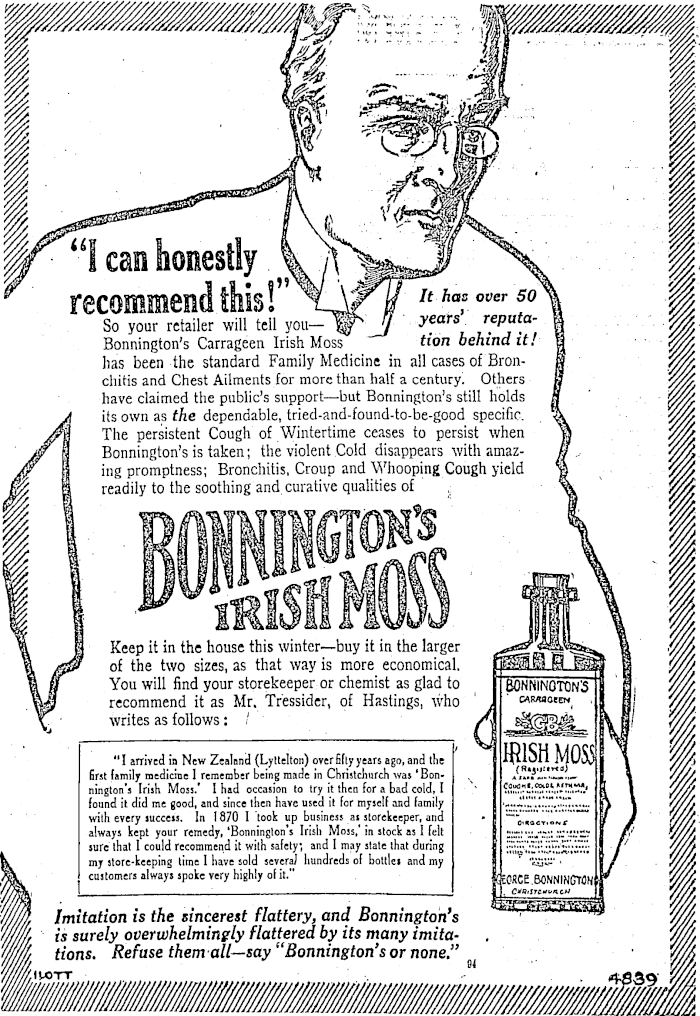 “I can honestly
recommend this!”
It has over 50
years’ reputa-
tion behind it!
So your retailer will tell you—
Bonnington’s Carrageen Irish Moss
has been the standard Family Medicine in all cases of Bron-
chitis and Chest Ailments for more than half a century. Others
have claimed the public’s support—but Bonnington’s still holds
its own as the dependable, tried-and-found-to-be-good specific.
The persistent Cough of Wintertime ceases to persist when
Bonnington’s is taken; the violent Cold disappears with amaz-
ing promptness; Bronchitis, Croup and Whooping Cough yield
readily to the soothing and curative qualities of
BONNINGTON’S
IRISH MOSS
Keep it in the house this winter—buy it in the larger
of the two sizes, as that way is more economical.
You will find your storekeeper or chemist as glad to
recommend it as Mr. Tressider, of Hastings, who
writes as follows:
“I arrived in New Zealand (Lyttelton) over fifty years ago, and the
first family medicine I remember being made in Christchurch was ‘Bon-
nington’s Irish Moss.’ I had occasion to try it then for a bad cold, I
found it did me good, and since then have used it for myself and family
with every success. In 1870 I took up business as storekeeper, and
always kept your remedy, ‘Bonnington’s Irish Moss,’ in stock as I felt
sure that I could recommend it with safety; and I may state that during
my store-keeping time I have sold several hundreds of bottles and my
customers always spoke very highly of it.”
BONNINGTON’S
CARRAGEEN
GB
IRISH MOSS
(Registered)
COUGHS, COLDS, ASTHMA,
DIRECTIONS
GEORGE BONNINGTON
CHRISTCHURCH
Imitation is the sincerest flattery, and Bonnington’s
is surely overwhelmingly flattered by its many imita-
tions. Refuse them all—say “Bonnington’s or none.”
94
ILOTT
4839